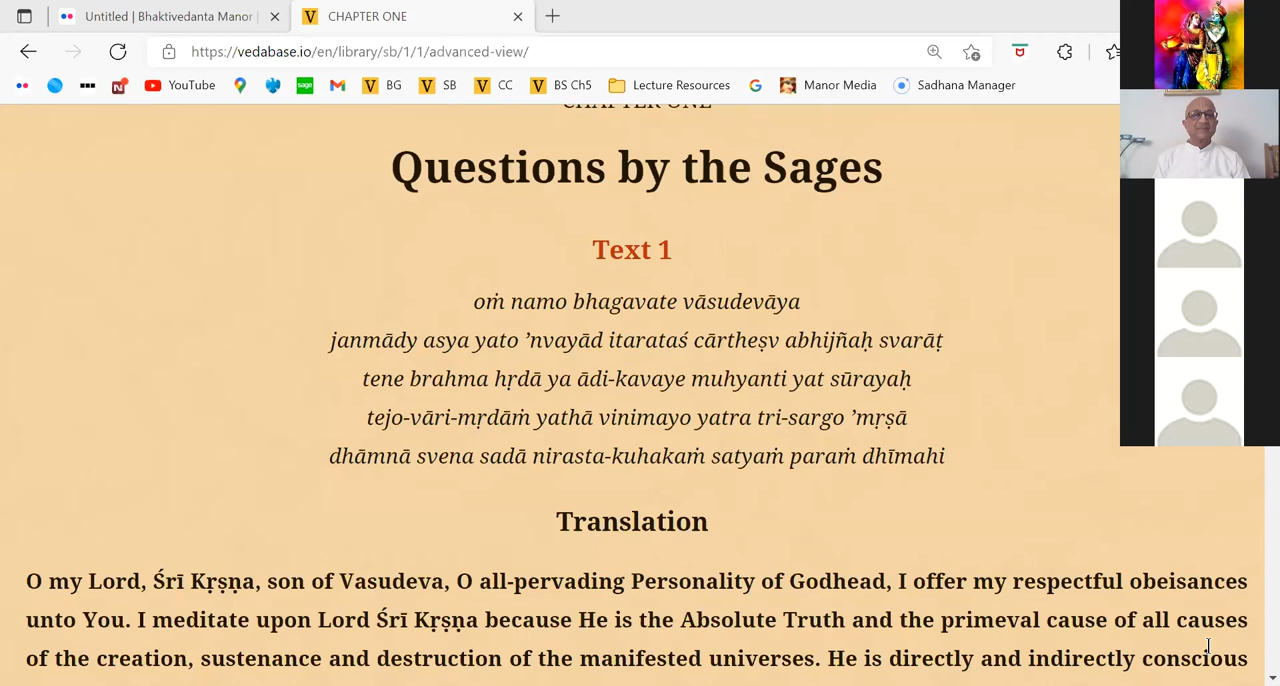 Untitled | Bhaktivedanta Manor
CHAPTER ONE
https://vedabase.io/en/library/sb/1/1/advanced-view/
YouTube BG SB CC BS Ch5 Lecture Resources Manor Media Sadhana Manager
CHAPTER ONE
Questions by the Sages
Text 1
oṁ namo bhagavate vāsudevāya
janmādy asya yato ’nvayād itarataś cārtheṣv abhijñaḥ svarāṭ
tene brahma hṛdā ya ādi-kavaye muhyanti yat sūrayaḥ
tejo-vāri-mṛdāṁ yathā vinimayo yatra tri-sargo ’mṛṣā
dhāmnā svena sadā nirasta-kuhakaṁ satyaṁ paraṁ dhīmahi
Translation
O my Lord, Śrī Kṛṣṇa, son of Vasudeva, O all-pervading Personality of Godhead, I offer my respectful obeisances
unto You. I meditate upon Lord Śrī Kṛṣṇa because He is the Absolute Truth and the primeval cause of all causes
of the creation, sustenance and destruction of the manifested universes. He is directly and indirectly conscious